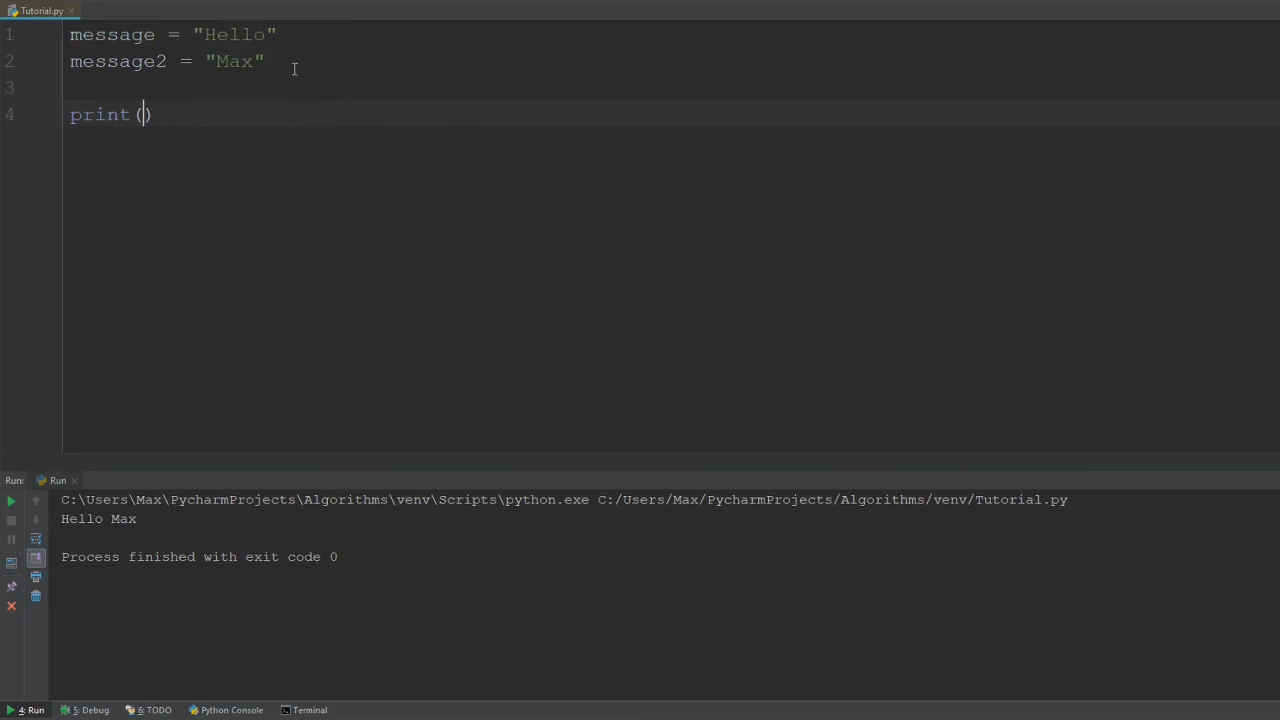 Tutorial.py
1 message = "Hello"
2 message2 = "Max"
3
4 print()
Run: Run
C:\Users\Max\PycharmProjects\Algorithms\venv\Scripts\python.exe C:/Users/Max/PycharmProjects/Algorithms/venv/Tutorial.py
Hello Max
Process finished with exit code 0
4: Run 5: Debug 6: TODO Python Console Terminal